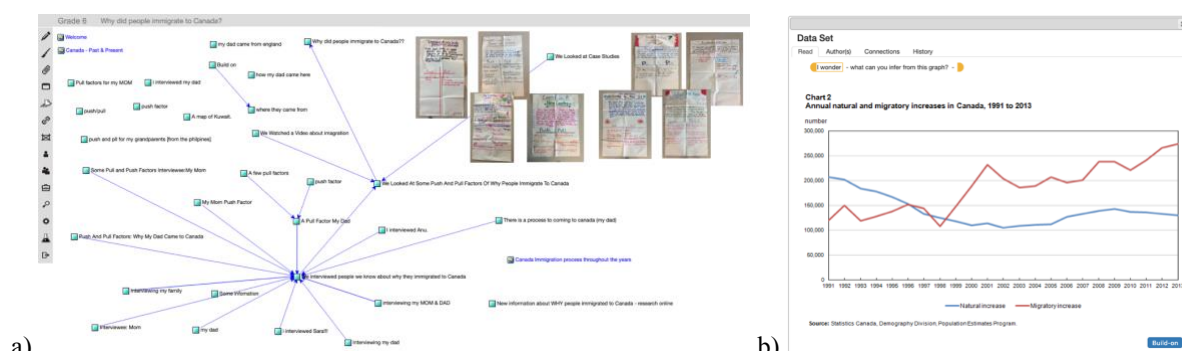 Grade 6 Why did people immigrate to Canada?
Welcome
Canada - Past & Present
my dad came from england
Why did people immigrate to Canada??
Build on
We Looked at Case Studies
how my dad came here
Pull factors for my MOM
I interviewed my dad
push/pull
push factor
where they came from
A map of Kuwait.
We Watched a Video about imagration
push and pll for my grandparents [from the philipines]
Some Pull and Push Factors Interviewee:My Mom
A few pull factors
push factor
We Looked At Some Push And Pull Factors Of Why People Immigrate To Canada
My Mom Push Factor
A Pull Factor My Dad
There is a process to coming to canada (my dad)
I interviewed Anu.
Push And Pull Factors: Why My Dad Came to Canada
Canada Immigration process throughout the years
interviewed people we know about why they immigrated to Canada
Interviewing my family
Some information
interviewing my MOM & DAD
New information about WHY people immigrated to Canada - research online
Interviewee: Mom
my dad
I interviewed Sara!!!
Interviewing my dad
a)
Data Set
Read Author(s) Connections History
I wonder - what can you infer from this graph? -
Chart 2
Annual natural and migratory increases in Canada, 1991 to 2013
number
300,000
250,000
200,000
150,000
100,000
50,000
0
1991 1992 1993 1994 1995 1996 1997 1998 1999 2000 2001 2002 2003 2004 2005 2006 2007 2008 2009 2010 2011 2012 2013
Natural increase Migratory increase
Source: Statistics Canada, Demography Division, Population Estimates Program.
Build-on
b)